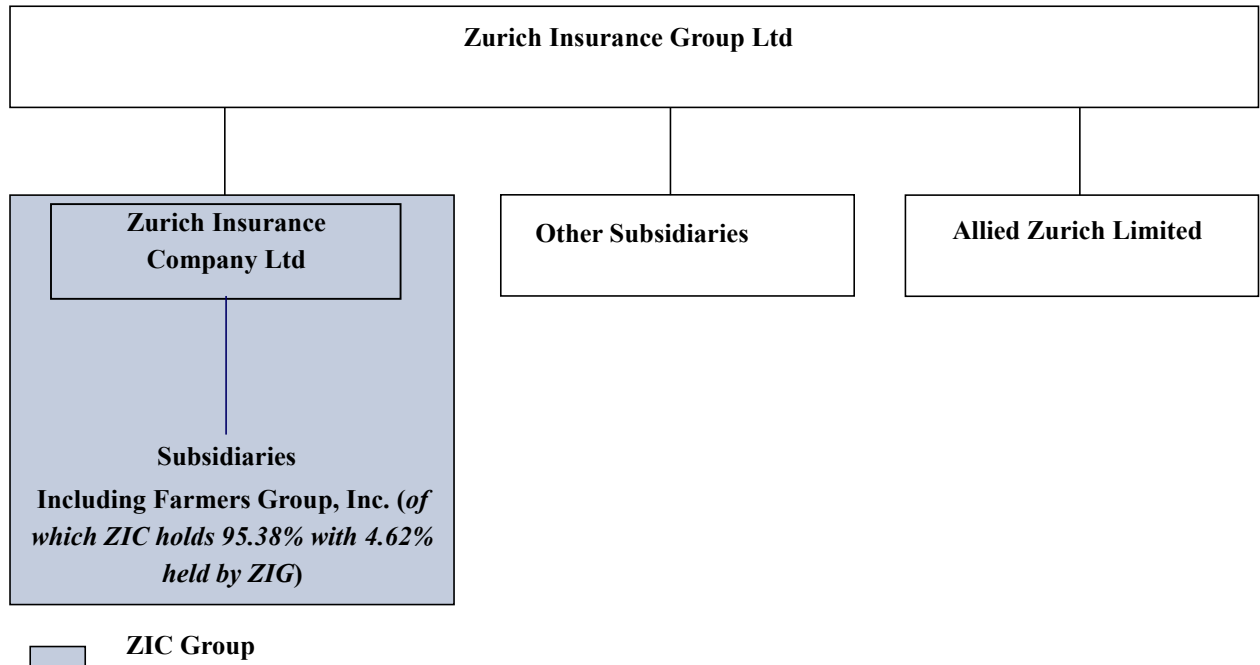 Zurich Insurance Group Ltd
Zurich Insurance
Company Ltd
Other Subsidiaries
Allied Zurich Limited
Subsidiaries
Including Farmers Group, Inc. (of
which ZIC holds 95.38% with 4.62%
held by ZIG)
ZIC Group